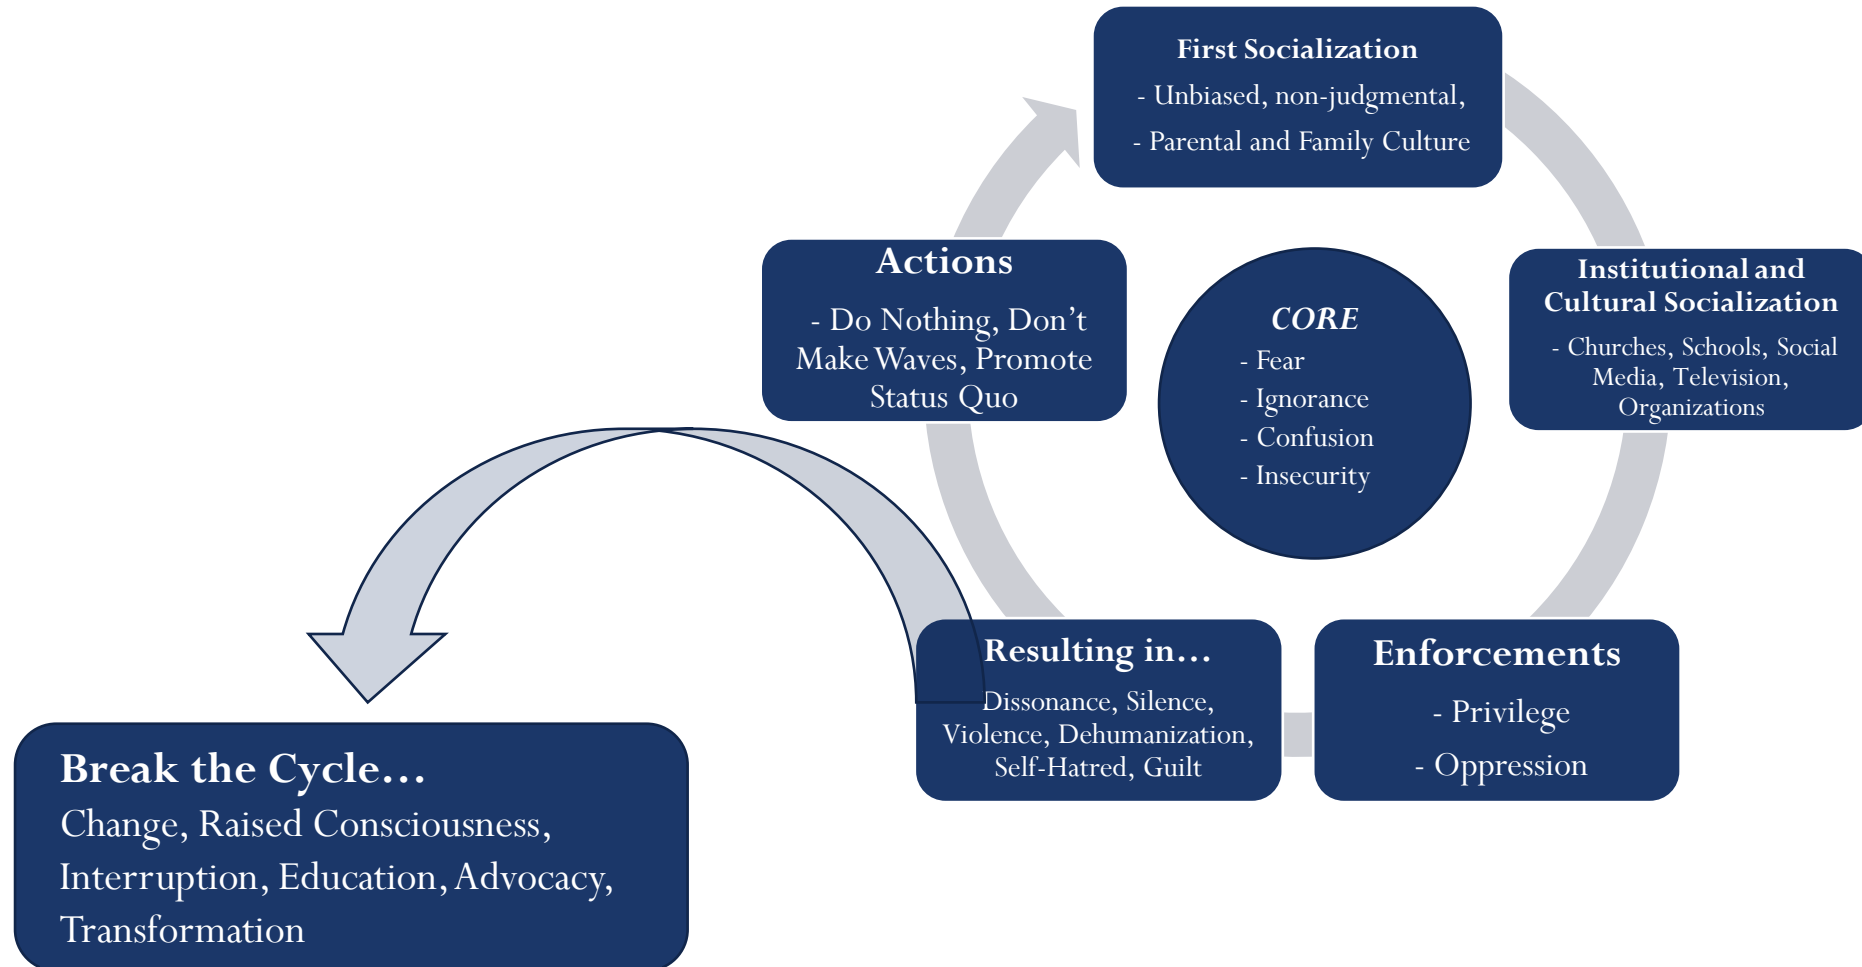 First Socialization
- Unbiased, non-judgmental,
- Parental and Family Culture
Institutional and
Cultural Socialization
- Churches, Schools, Social
Media, Television,
Organizations
Enforcements
- Privilege
- Oppression
Resulting in…
Dissonance, Silence,
Violence, Dehumanization,
Self-Hatred, Guilt
Actions
- Do Nothing, Don’t
Make Waves, Promote
Status Quo
CORE
- Fear
- Ignorance
- Confusion
- Insecurity
Break the Cycle…
Change, Raised Consciousness,
Interruption, Education, Advocacy,
Transformation